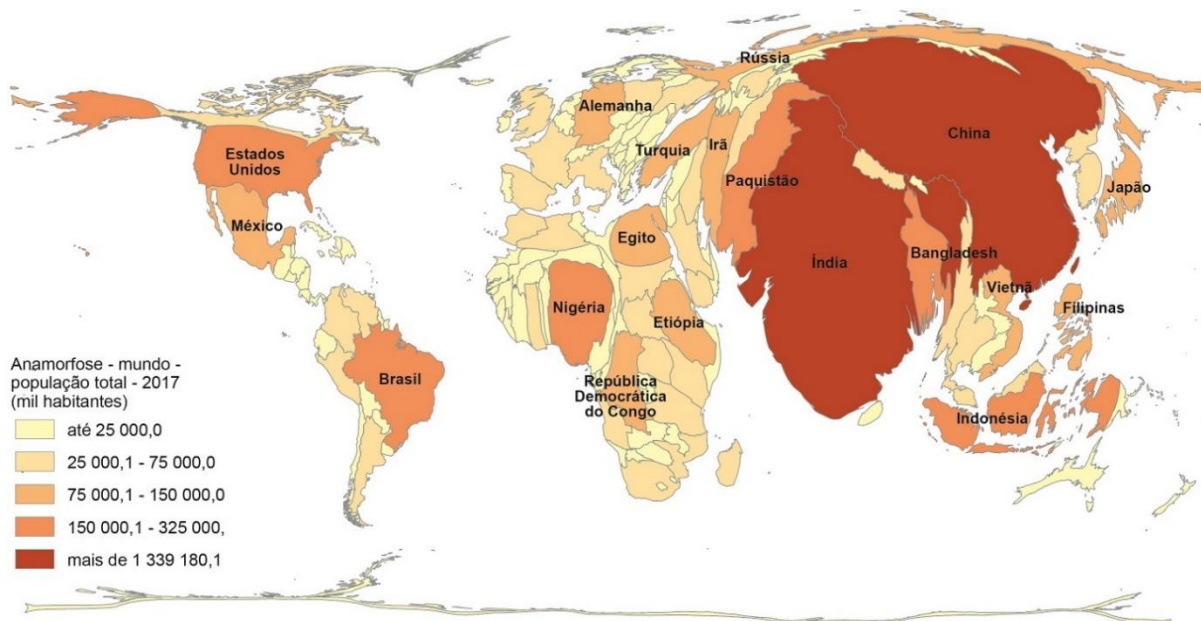 Rússia
Alemanha
Estados
Unidos
China
Turquia
Irã
Paquistão
Japão
México
Egito
Índia
Bangladesh
Vietnã
Nigéria
Filipinas
Etiópia
Brasil
República
Democrática
do Congo
Indonésia
Anamorfose - mundo -
população total - 2017
(mil habitantes)
até 25 000,0
25 000,1 - 75 000,0
75 000,1 - 150 000,0
150 000,1 - 325 000,
mais de 1 339 180,1